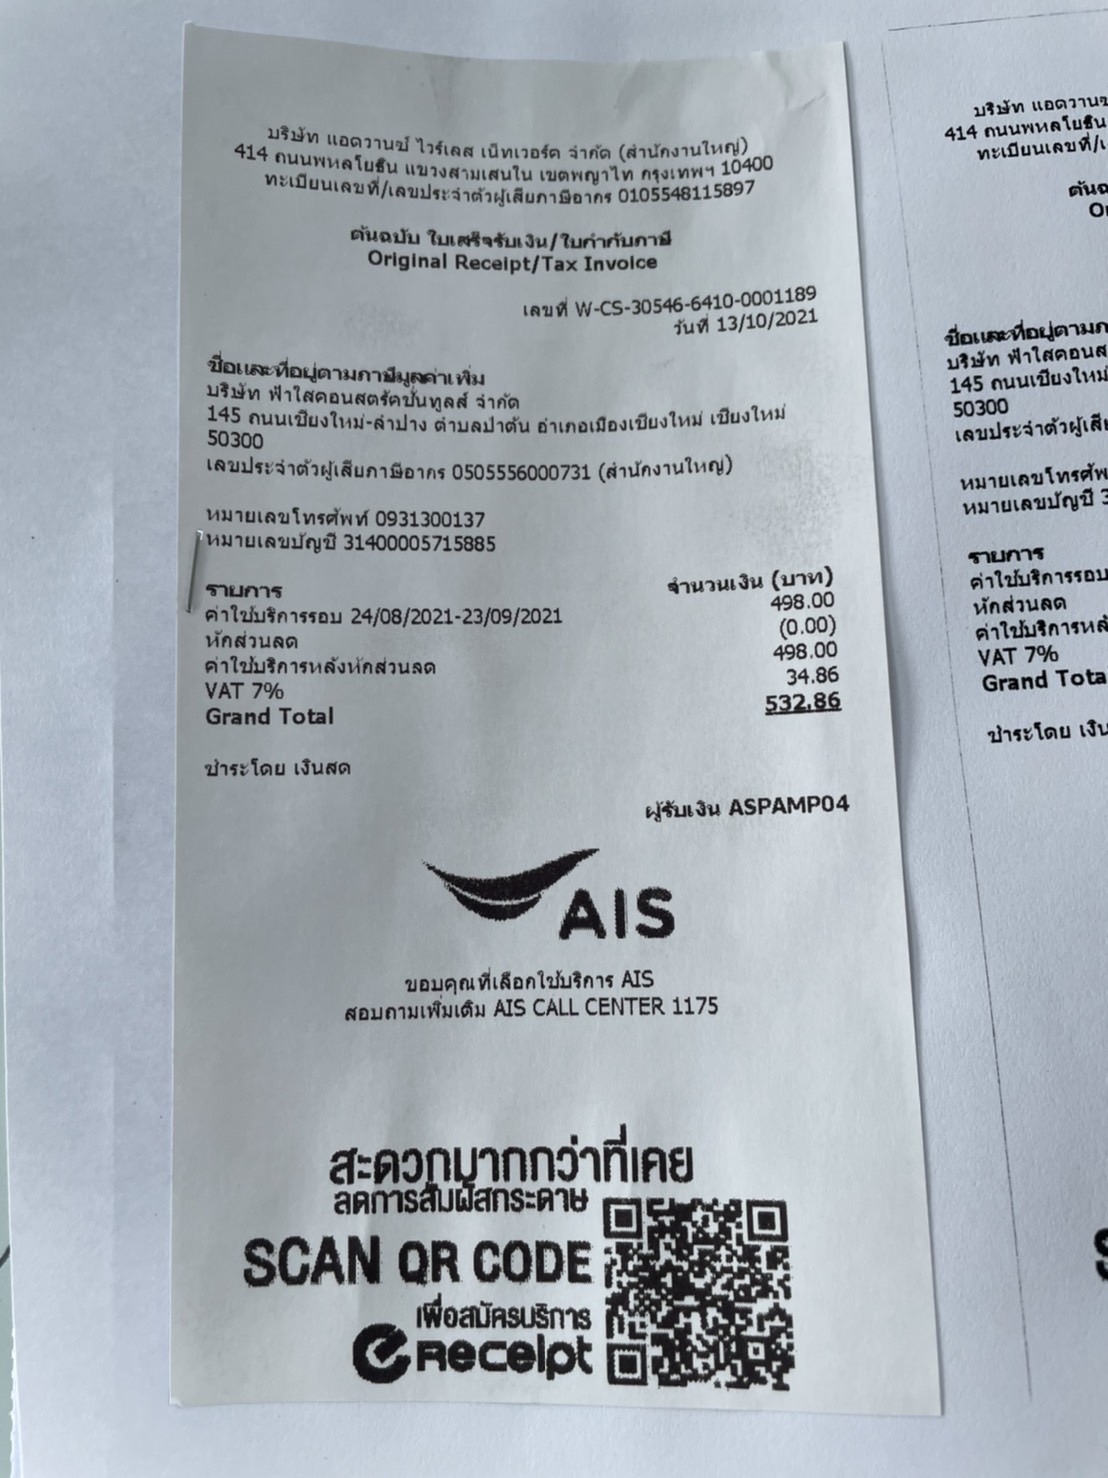 บริษัท แอดวานซ์ ไวร์เลส เน็ทเวอร์ค จำกัด (สำนักงานใหญ่)
414 ถนนพหลโยธิน แขวงสามเสนใน เขตพญาไท กรุงเทพฯ 10400
ทะเบียนเลขที่/เลขประจำตัวผู้เสียภาษีอากร 0105548115897
ต้นฉบับ ใบเสร็จรับเงิน/ใบกำกับภาษี
Original Receipt/Tax Invoice
เลขที่ W-CS-30546-6410-0001189
วันที่ 13/10/2021
ชื่อและที่อยู่ตามภาษีมูลค่าเพิ่ม
บริษัท ฟ้าใสคอนสตรัคชั่นทูลส์ จำกัด
145 ถนนเชียงใหม่-ลำปาง ตำบลป่าตัน อำเภอเมืองเชียงใหม่ เชียงใหม่
50300
เลขประจำตัวผู้เสียภาษีอากร 0505556000731 (สำนักงานใหญ่)
หมายเลขโทรศัพท์ 0931300137
หมายเลขบัญชี 31400005715885
รายการ จำนวนเงิน (บาท)
ค่าใช้บริการรอบ 24/08/2021-23/09/2021 498.00
หักส่วนลด (0.00)
ค่าใช้บริการหลังหักส่วนลด 498.00
VAT 7% 34.86
Grand Total 532.86
ชำระโดย เงินสด
ผู้รับเงิน ASPAMP04
AIS
ขอบคุณที่เลือกใช้บริการ AIS
สอบถามเพิ่มเติม AIS CALL CENTER 1175
สะดวกมากกว่าที่เคย
ลดการสัมผัสกระดาษ
SCAN QR CODE
เพื่อสมัครบริการ
eReceipt
บริษัท แอดวานซ์
414 ถนนพหลโยธิน
ทะเบียนเลขที่/
ชื่อและที่อยู่ตาม
บริษัท ฟ้าใสคอนส
145 ถนนเชียงใหม่
50300
เลขประจำตัวผู้เสีย
หมายเลขโทรศัพ
หมายเลขบัญชี 3
รายการ
ค่าใช้บริการรอบ
หักส่วนลด
ค่าใช้บริการหลัง
VAT 7%
Grand Tota
ชำระโดย เงิน